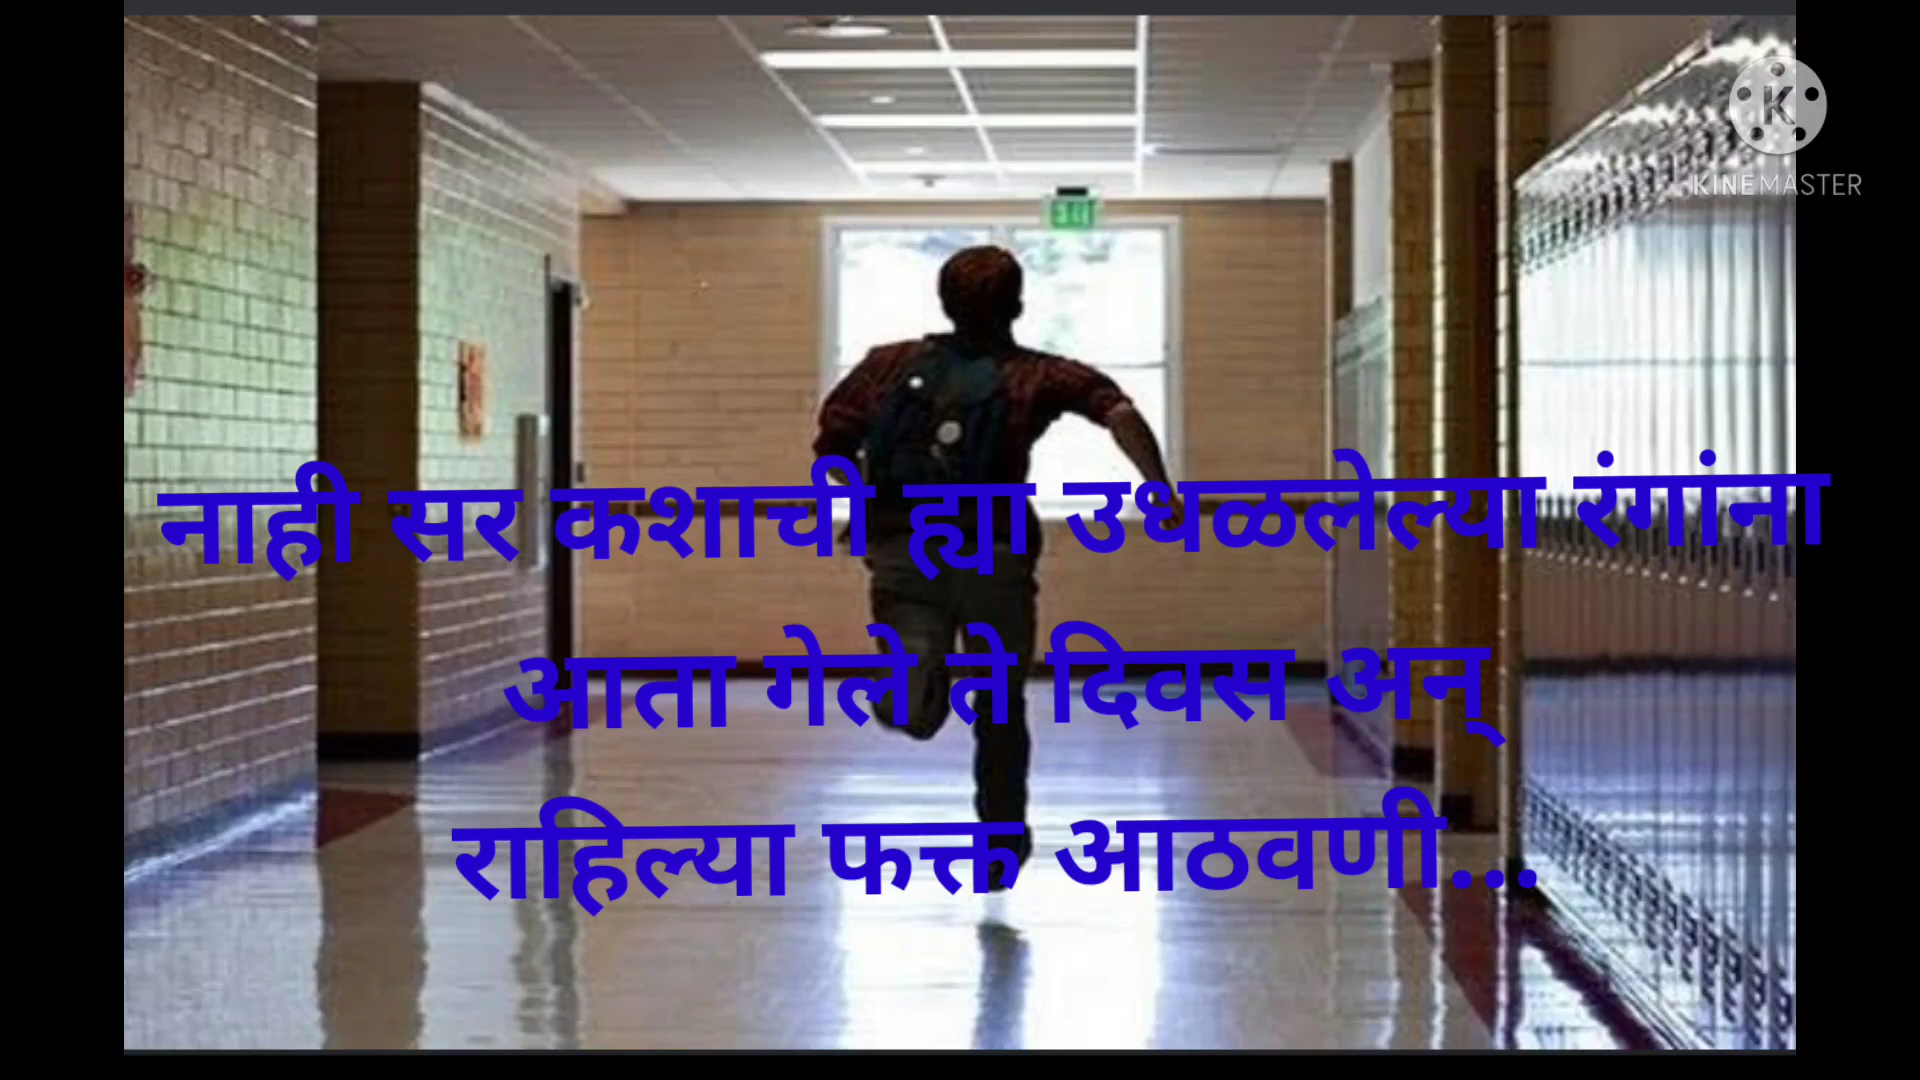 EXIT
KINEMASTER
नाही सर कशाची ह्या उधळलेल्या रंगांना
आता गेले ते दिवस अन्
राहिल्या फक्त आठवणी...